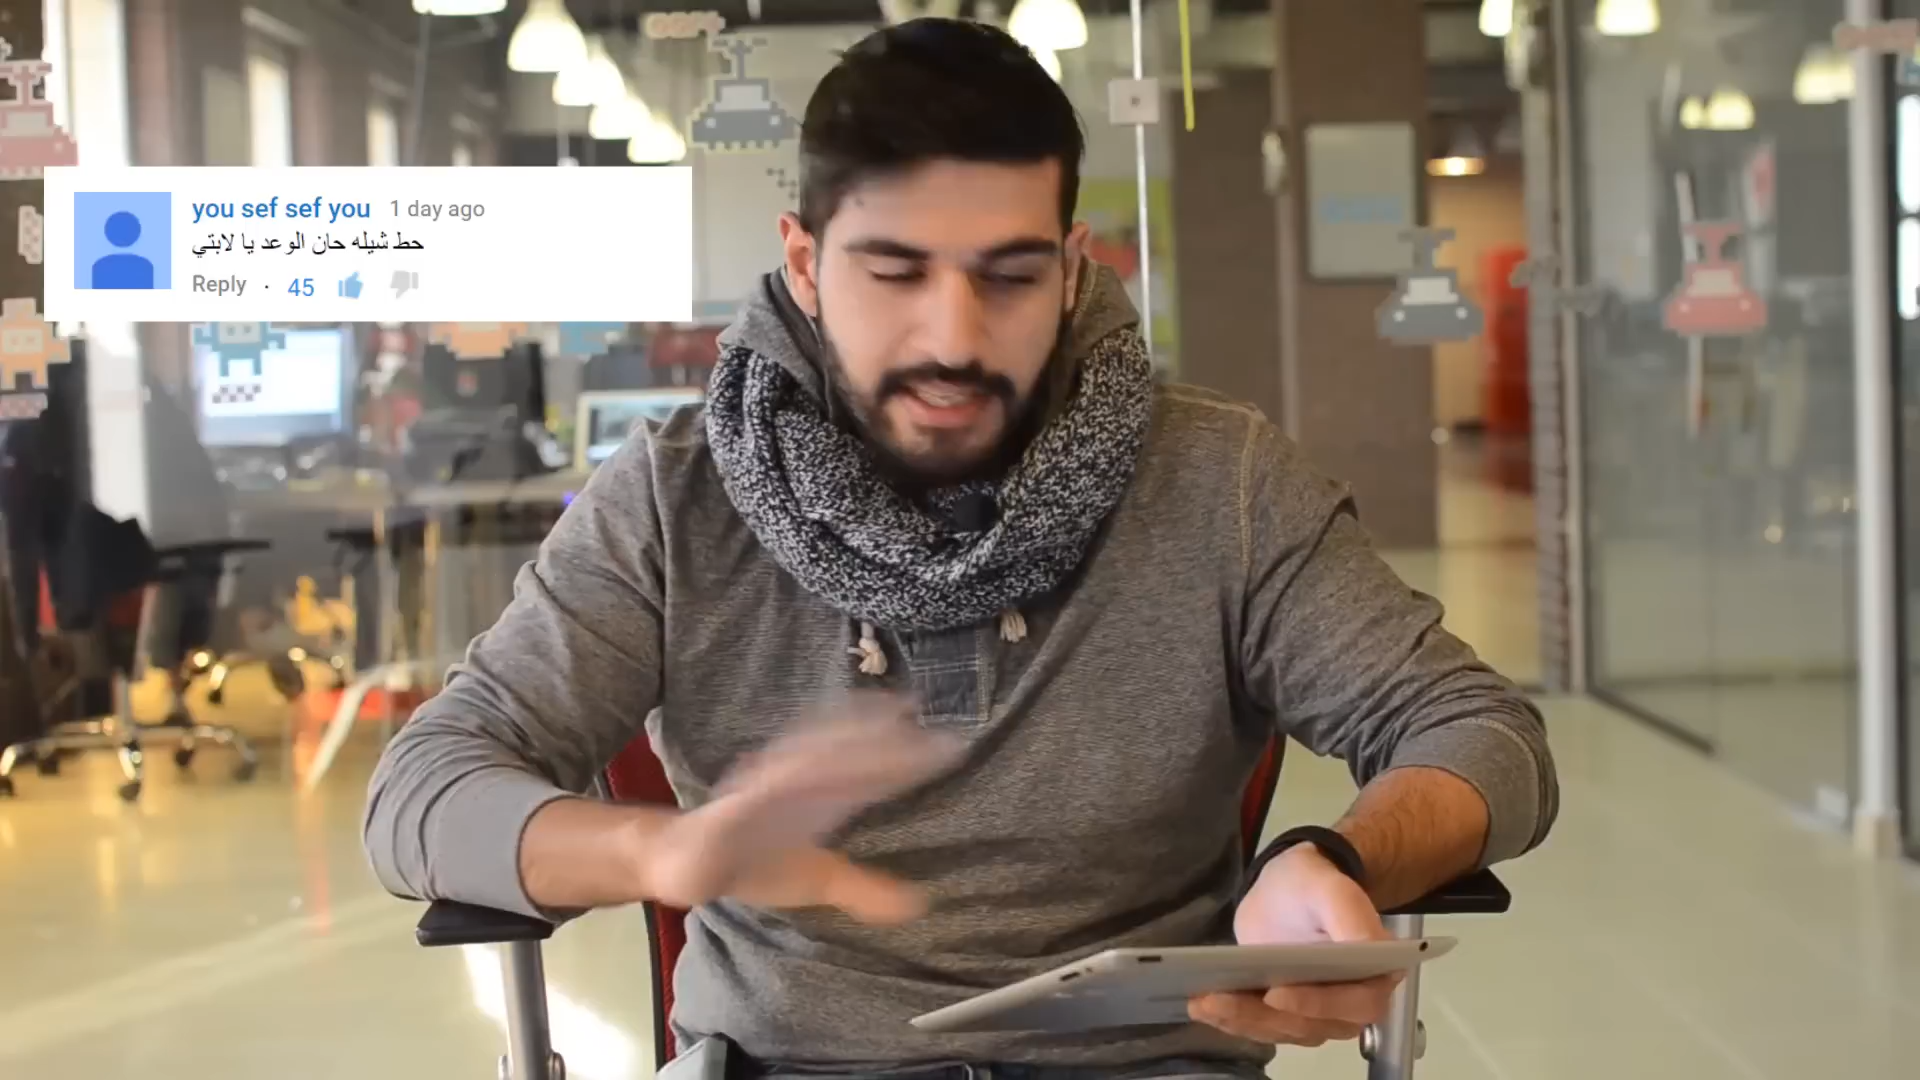 you sef sef you 1 day ago
حط شيله حان الوعد يا لابتي
Reply · 45